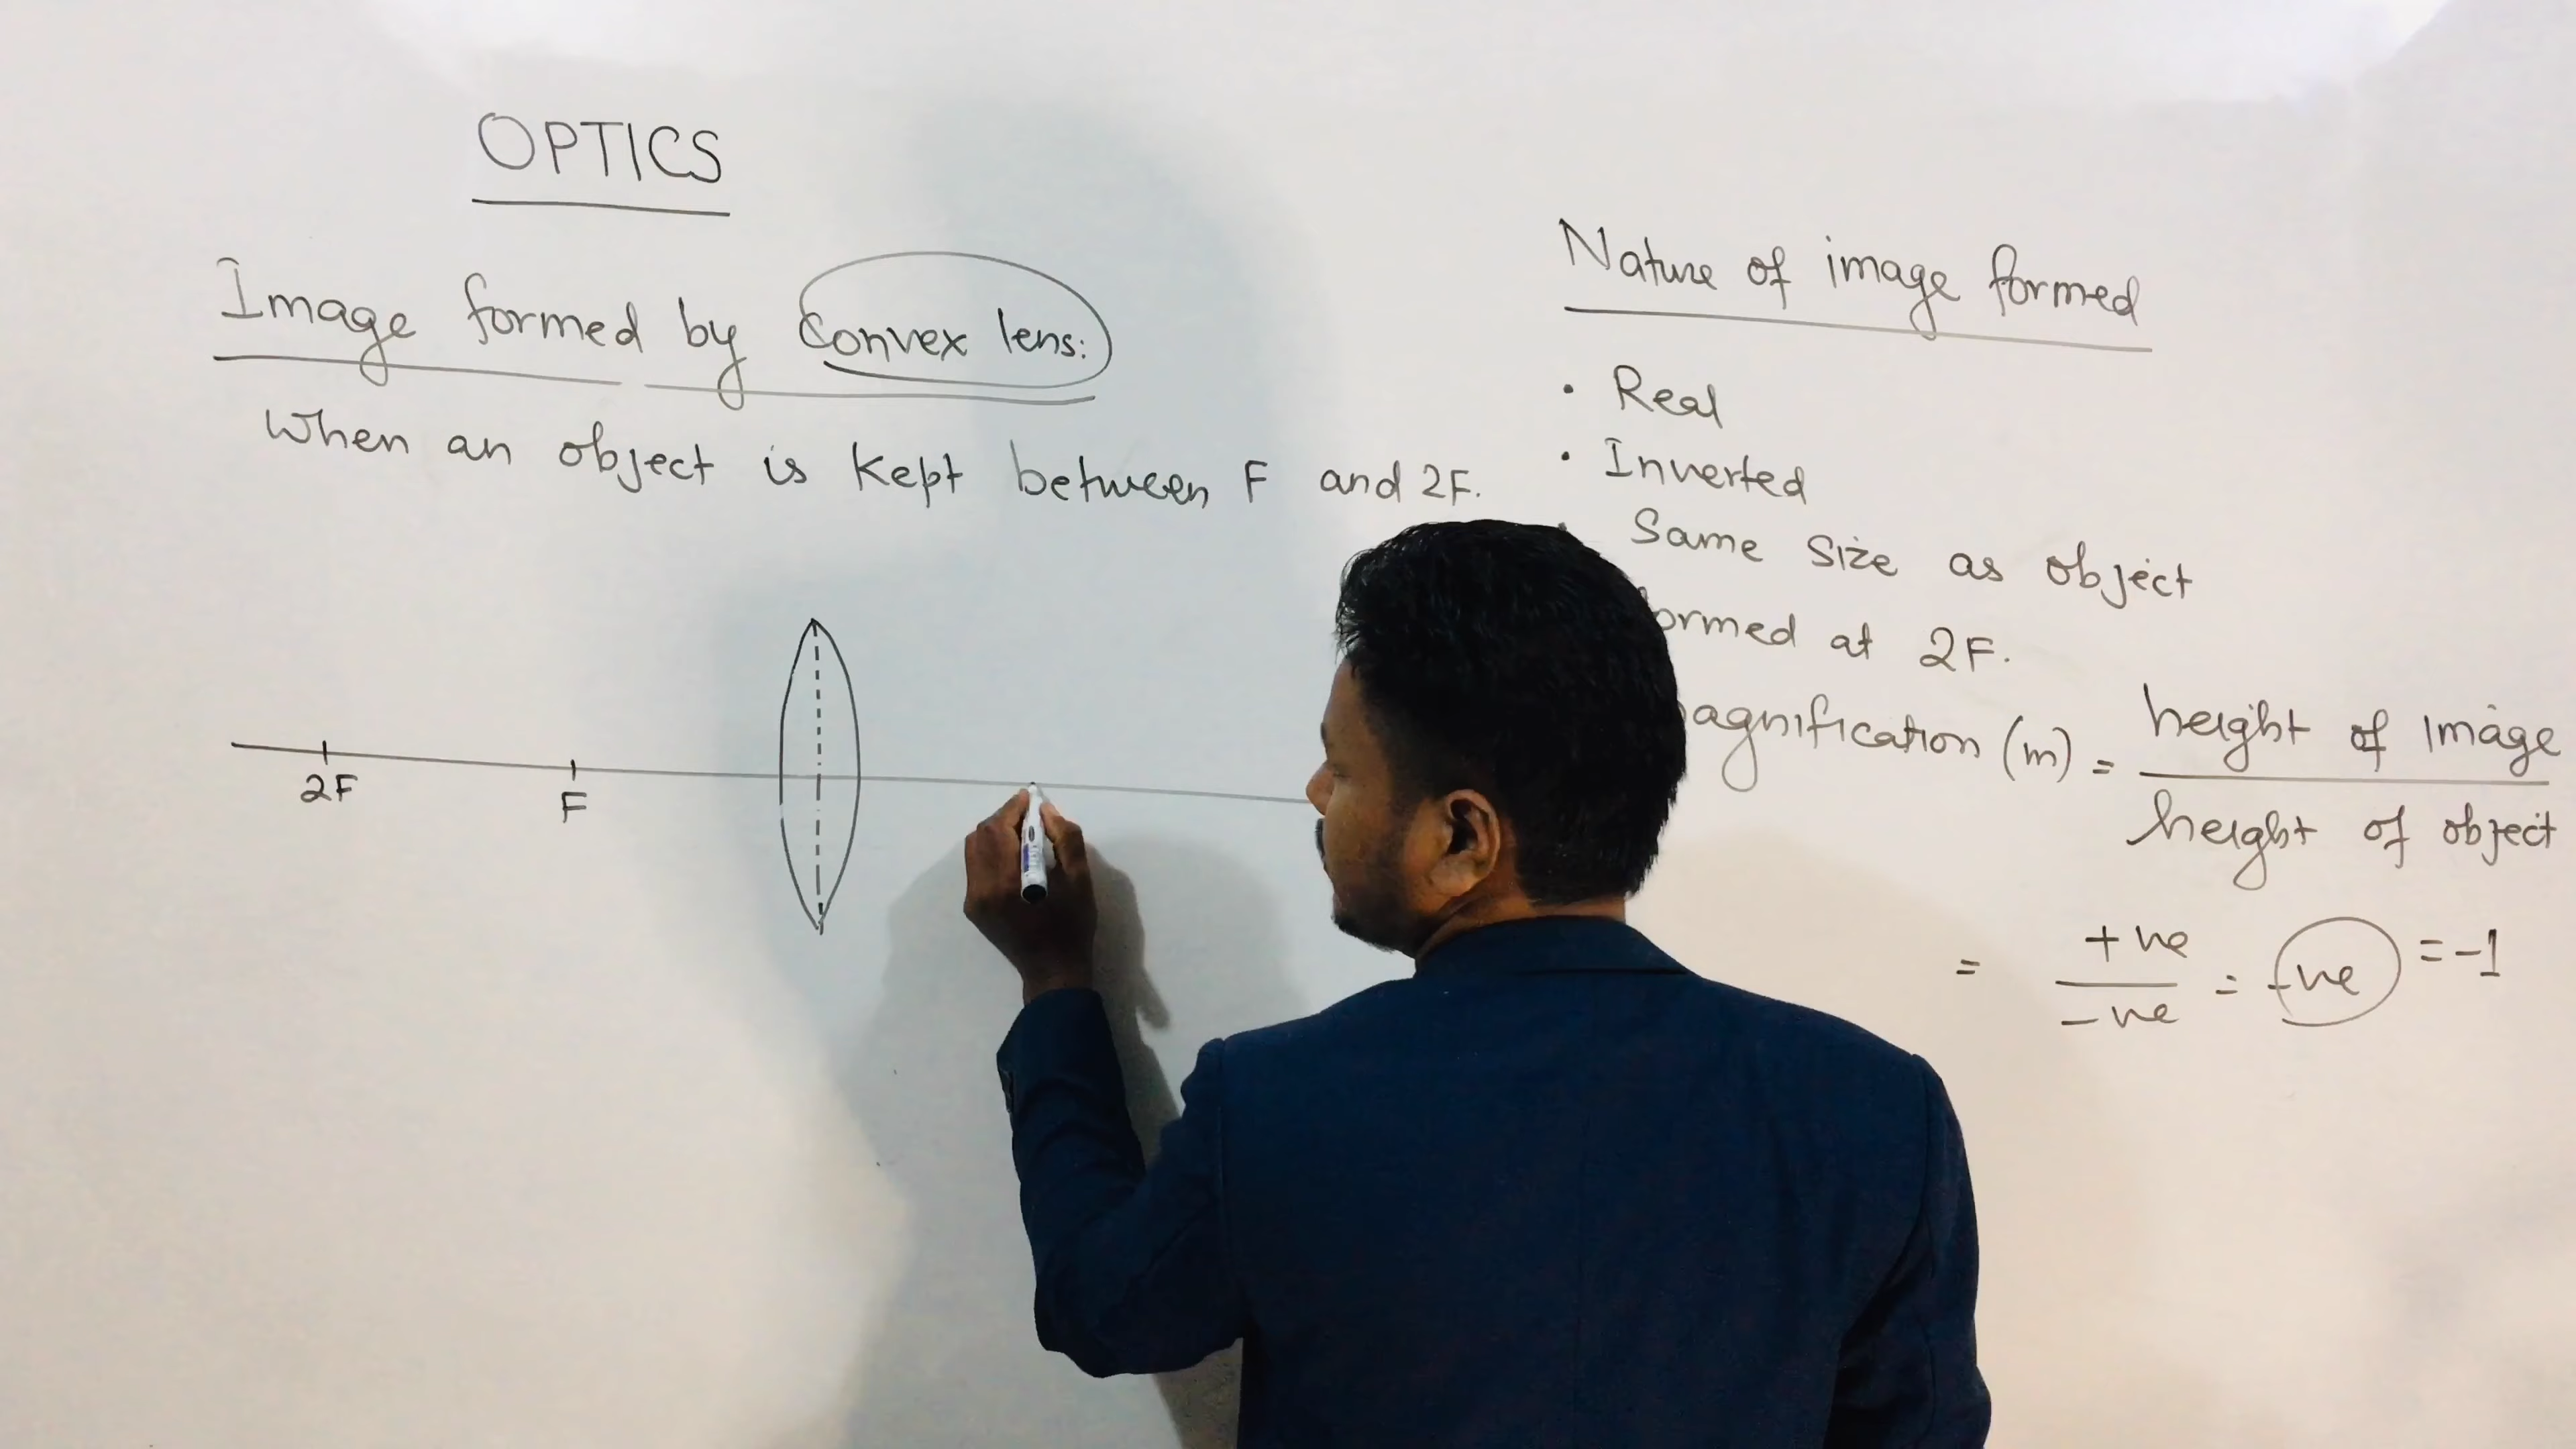 OPTICS
Image formed by Convex lens:
When an object is kept between F and 2F.
2F
F
Nature of image formed
• Real
• Inverted
• Same size as object
ormed at 2F.
agnification (m) = height of image
height of object
= +ve
-ve
= -ve = -1